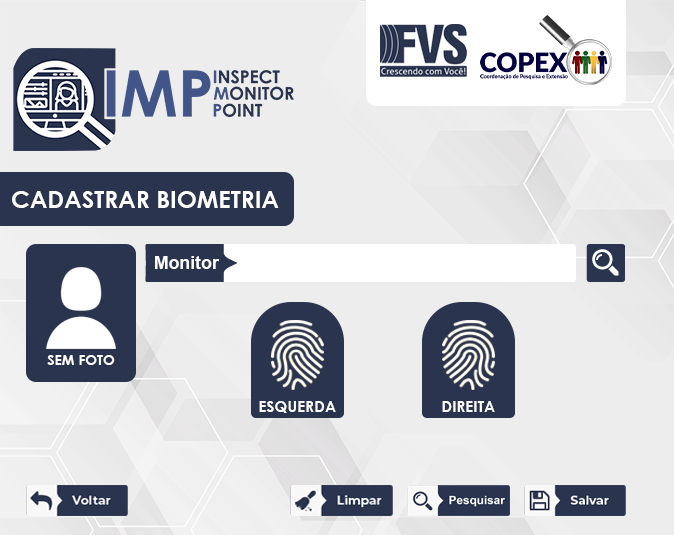 FVS
Crescendo com Você!
COPEX
Coordenação de Pesquisa e Extensão
IMP INSPECT
MONITOR
POINT
CADASTRAR BIOMETRIA
Monitor
SEM FOTO
ESQUERDA
DIREITA
Voltar
Limpar
Pesquisar
Salvar